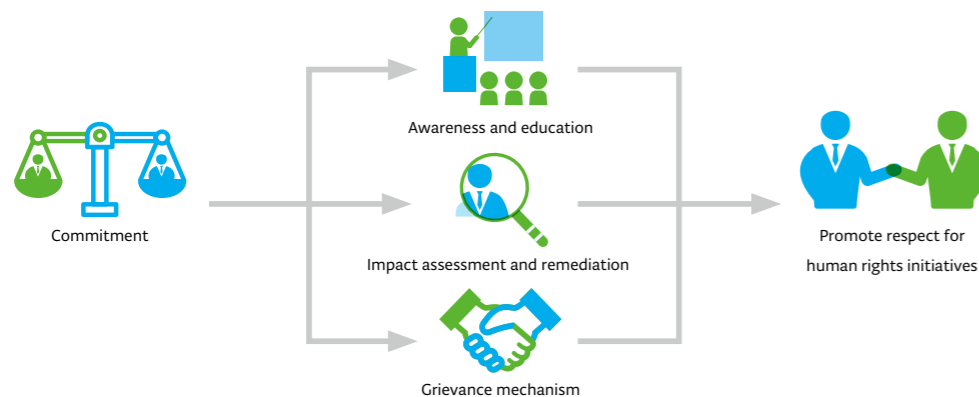 Awareness and education
Commitment
Impact assessment and remediation
Promote respect for
human rights initiatives
Grievance mechanism